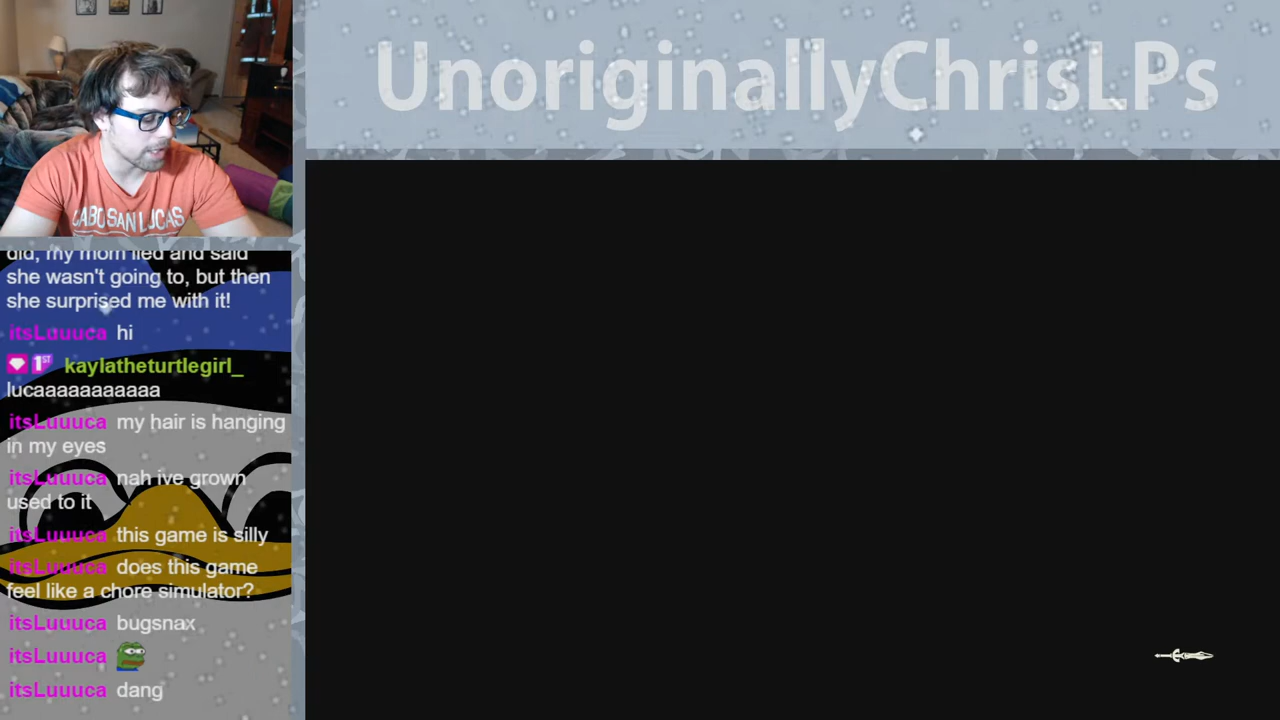 UnoriginallyChrisLPs
CABO SAN LUCAS
did, my mom lied and said
she wasn't going to, but then
she surprised me with it!
itsLuuuca hi
1ST kaylatheturtlegirl_
lucaaaaaaaaaaa
itsLuuuca my hair is hanging
in my eyes
itsLuuuca nah ive grown
used to it
itsLuuuca this game is silly
itsLuuuca does this game
feel like a chore simulator?
itsLuuuca bugsnax
itsLuuuca
itsLuuuca dang